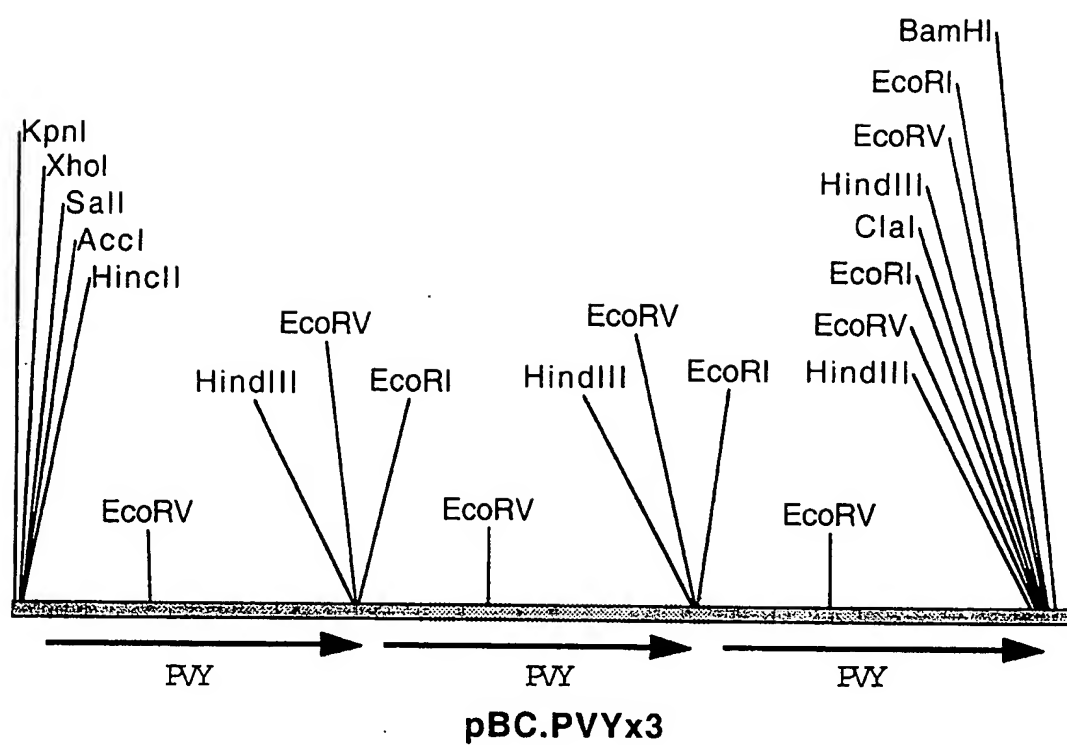 BamHI
EcoRI
KpnI
EcoRV
XhoI
HindIII
SalI
ClaI
AccI
EcoRI
HincII
EcoRV
EcoRV
EcoRV
HindIII
EcoRI
HindIII
EcoRI
HindIII
EcoRV
EcoRV
EcoRV
PVY
PVY
PVY
pBC.PVYx3